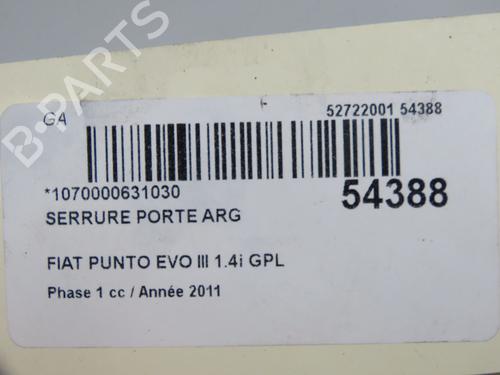 GA
52722001 54388
*1070000631030
54388
SERRURE PORTE ARG
FIAT PUNTO EVO III 1.4i GPL
Phase 1 cc / Année 2011
B-PARTS